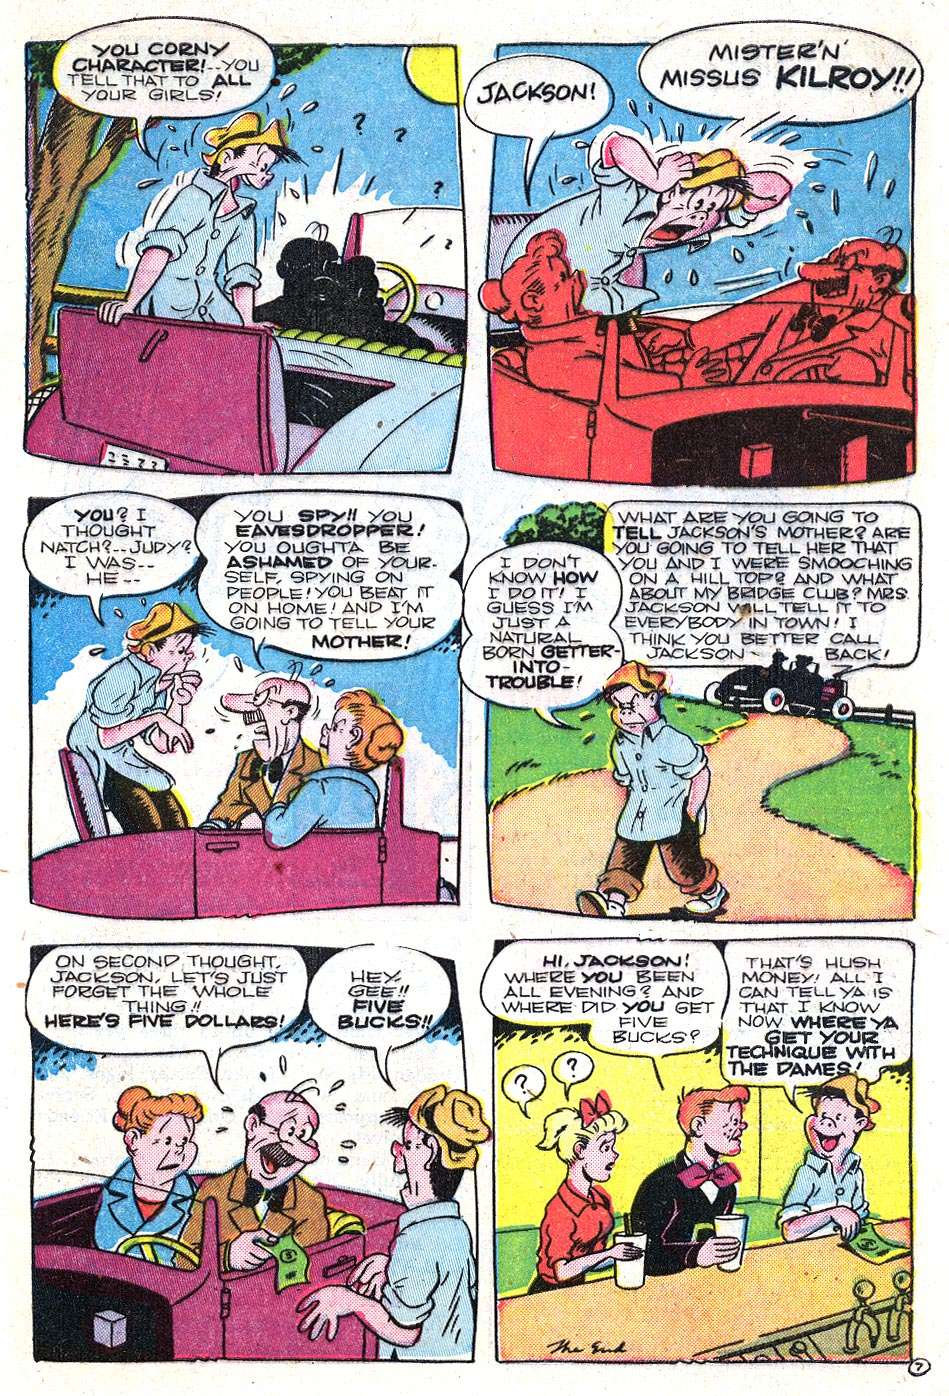 YOU CORNY
CHARACTER!--YOU
TELL THAT TO ALL
YOUR GIRLS!
?
?
?
?
JACKSON!
MISTER'N'
MISSUS KILROY!!
YOU? I
THOUGHT
NATCH?--JUDY?
I WAS--
HE--
YOU SPY!! YOU
EAVESDROPPER!
YOU OUGHTA BE
ASHAMED OF YOUR-
SELF, SPYING ON
PEOPLE! YOU BEAT IT
ON HOME! AND I'M
GOING TO TELL YOUR
MOTHER!
I DON'T
KNOW HOW
I DO IT! I
GUESS I'M
JUST A
NATURAL
BORN GETTER-
INTO-
TROUBLE!
WHAT ARE YOU GOING TO
TELL JACKSON'S MOTHER? ARE
YOU GOING TO TELL HER THAT
YOU AND I WERE SMOOCHING
ON A HILL TOP? AND WHAT
ABOUT MY BRIDGE CLUB? MRS.
JACKSON WILL TELL IT TO
EVERYBODY IN TOWN! I
THINK YOU BETTER CALL
JACKSON-- BACK!
ON SECOND THOUGHT,
JACKSON, LET'S JUST
FORGET THE WHOLE
THING!!
HERE'S FIVE DOLLARS!
HEY,
GEE!!
FIVE
BUCKS!!
HI, JACKSON!
WHERE YOU BEEN
ALL EVENING? AND
WHERE DID YOU GET
FIVE
BUCKS?
THAT'S HUSH
MONEY! ALL I
CAN TELL YA IS
THAT I KNOW
NOW WHERE YA
GET YOUR
TECHNIQUE WITH
THE DAMES!
?
?
The End
7